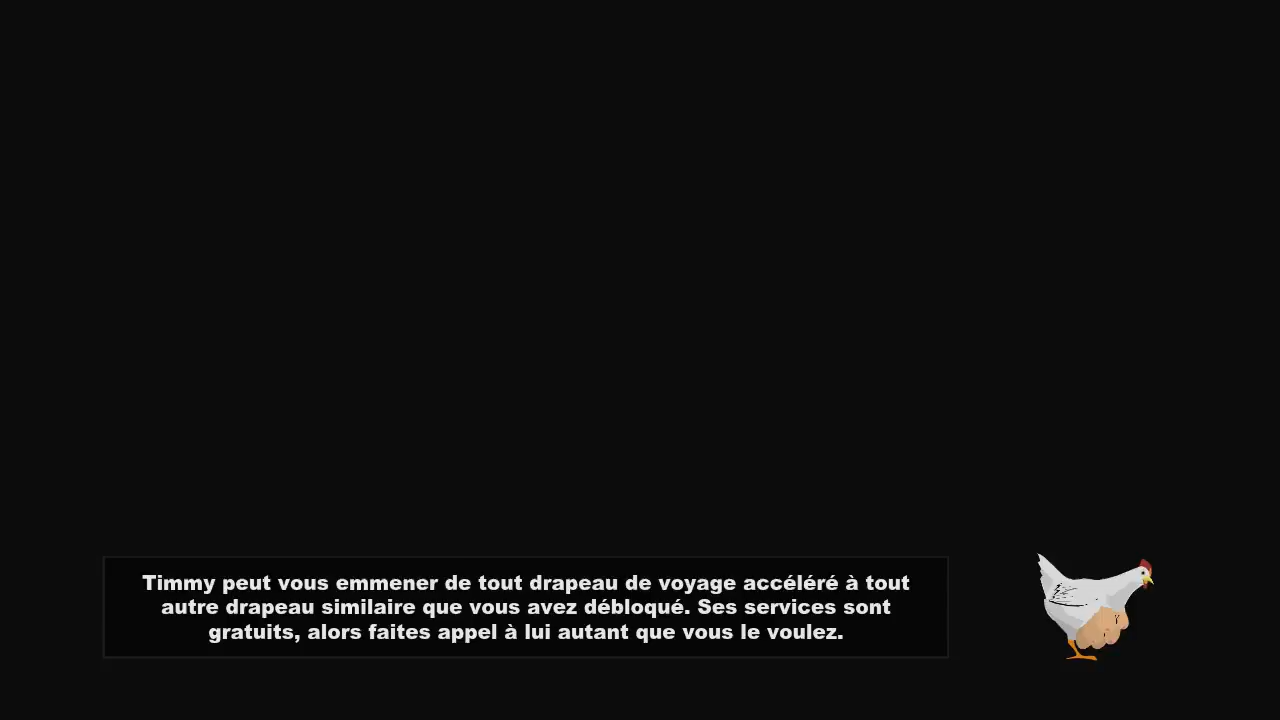 Timmy peut vous emmener de tout drapeau de voyage accéléré à tout
autre drapeau similaire que vous avez débloqué. Ses services sont
gratuits, alors faites appel à lui autant que vous le voulez.